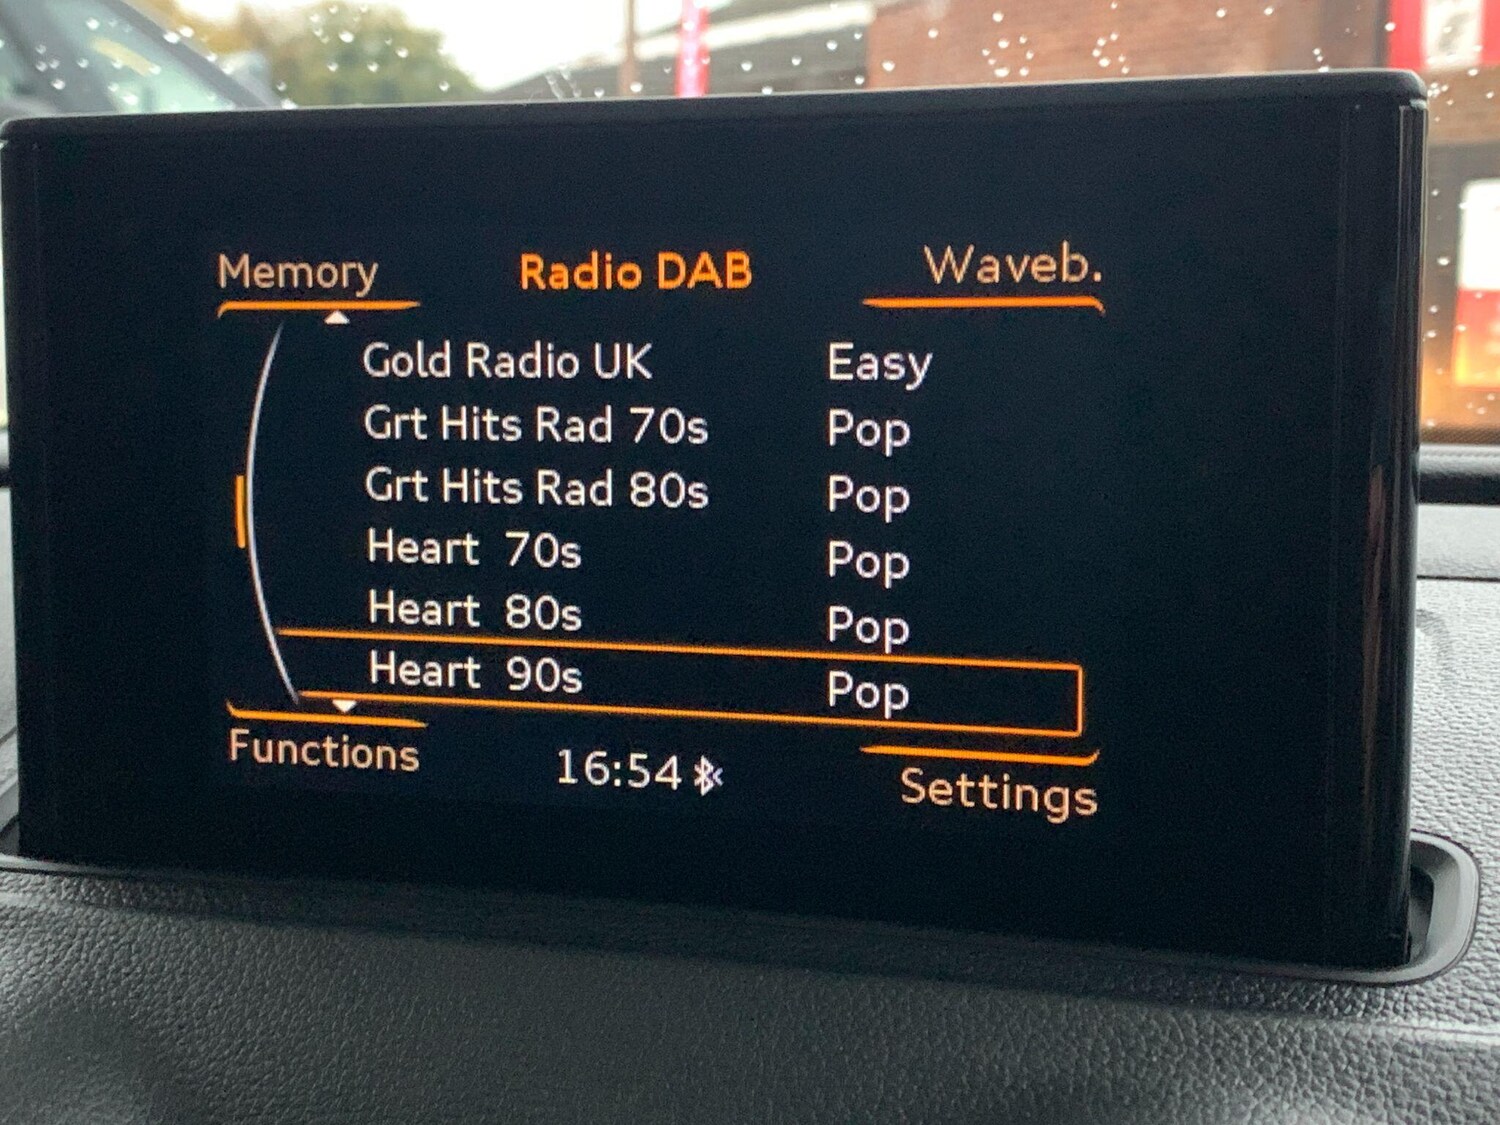 Memory Radio DAB Waveb.
Gold Radio UK Easy
Grt Hits Rad 70s Pop
Grt Hits Rad 80s Pop
Heart 70s Pop
Heart 80s Pop
Heart 90s Pop
Functions 16:54 Settings